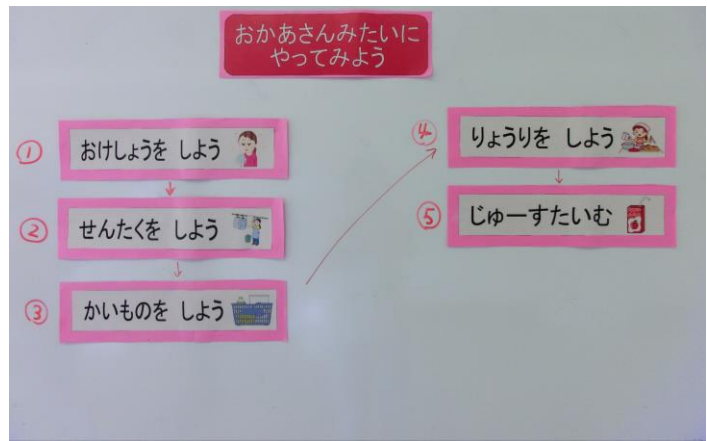 おかあさんみたいに
やってみよう
① おけしょうを しよう
② せんたくを しよう
③ かいものを しよう
④ りょうりを しよう
⑤ じゅーすたいむ